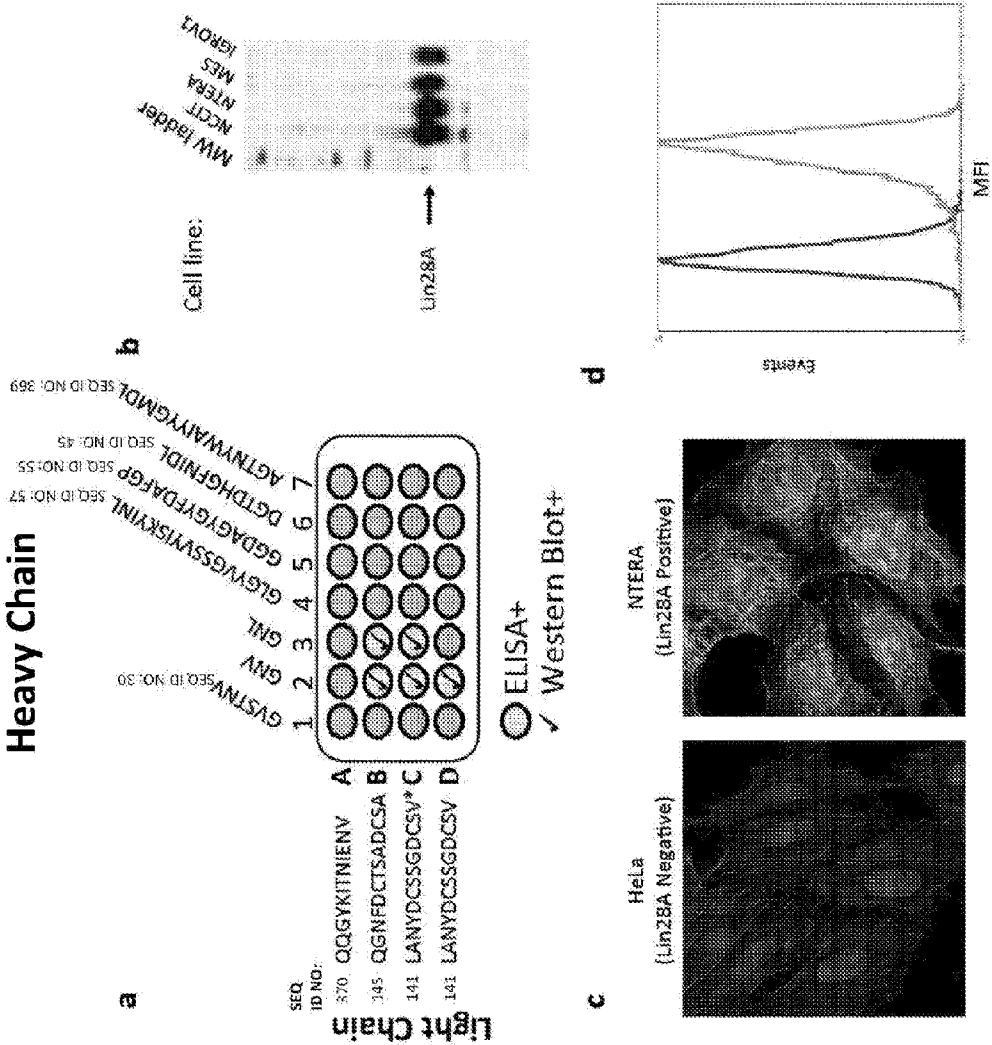 Heavy Chain
a
SEQ ID NO: 30
SEQ ID NO: 57
SEQ ID NO: 55
SEQ ID NO: 45
SEQ ID NO: 369
GVSTNV
GNV
GNL
GLGYVGSSVYISKYINL
GGDAGYGYFDAFGP
DGTDHGFNIDL
AGTNYWAIYYGMDL
1 2 3 4 5 6 7
Light Chain
SEQ
ID NO:
370 QQGYKITNIENV A
145 QGNFDCTSADCSA B
141 LANYDCSSGDCSV* C
141 LANYDCSSGDCSV D
ELISA+
✓ Western Blot+
b
Cell line:
MW ladder
NCCIT
NTERA
MES
IGROV1
Lin28A
c
HeLa
(Lin28A Negative)
NTERA
(Lin28A Positive)
d
Events
MFI